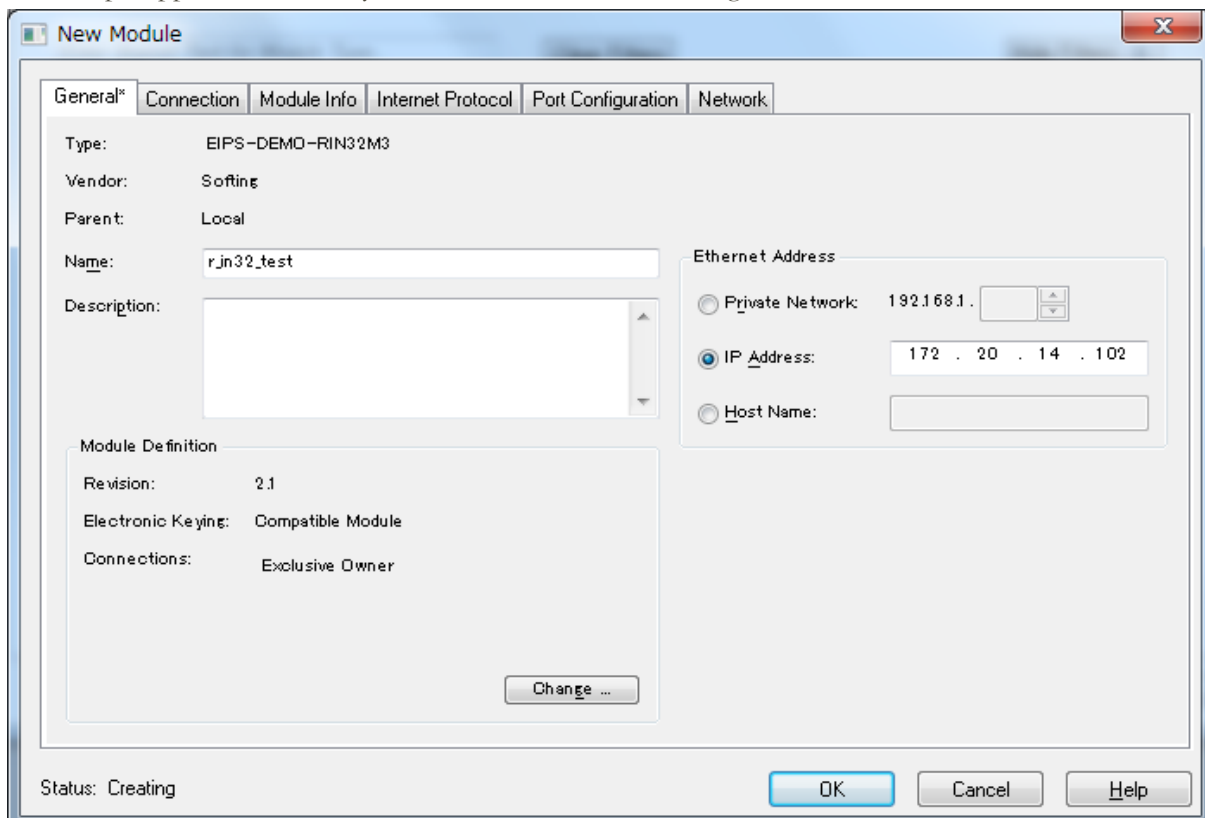 New Module
General* Connection Module Info Internet Protocol Port Configuration Network
Type: EIPS-DEMO-RIN32M3
Vendor: Softing
Parent: Local
Name: r_in32_test
Description:
Ethernet Address
Private Network: 192.168.1.
IP Address: 172 . 20 . 14 . 102
Host Name:
Module Definition
Revision: 2.1
Electronic Keying: Compatible Module
Connections: Exclusive Owner
Change ...
Status: Creating
OK Cancel Help